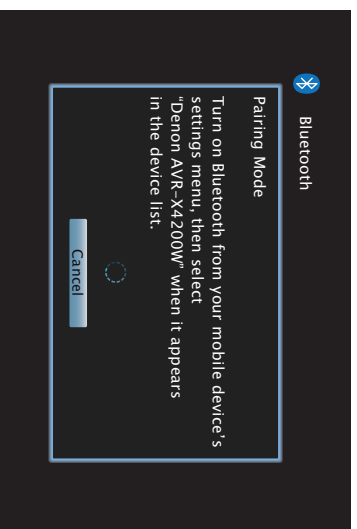 Bluetooth
Pairing Mode
Turn on Bluetooth from your mobile device's
settings menu, then select
"Denon AVR-X4200W" when it appears
in the device list.
Cancel